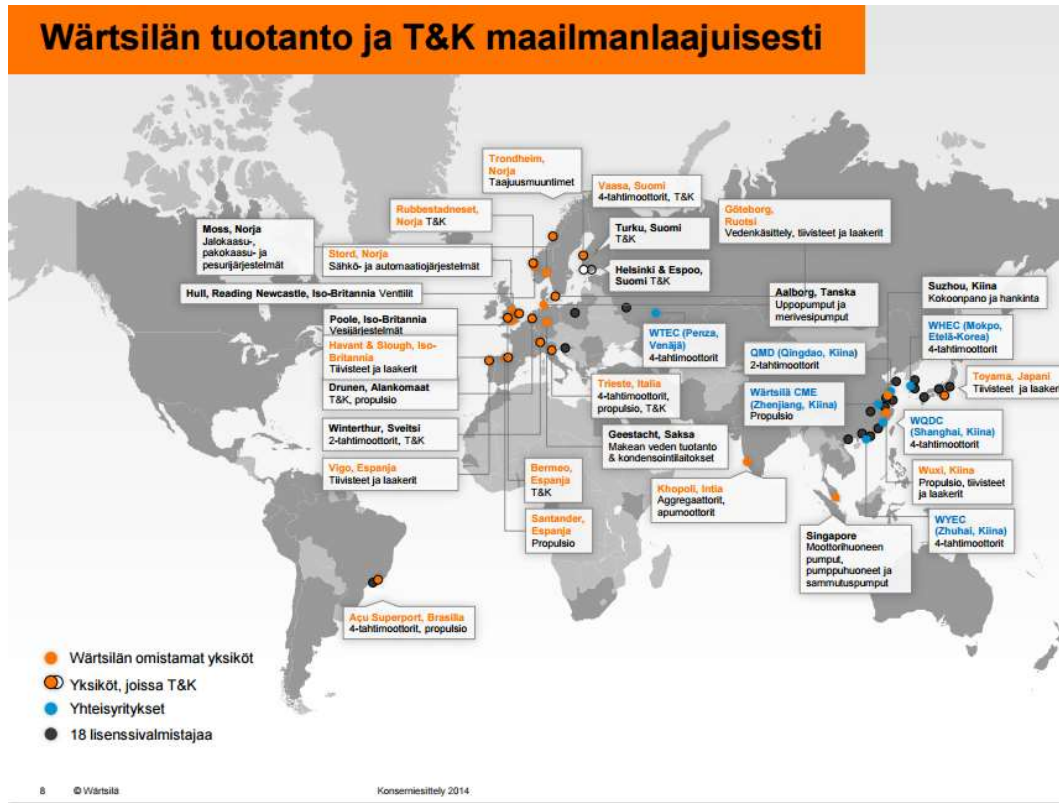 Wärtsilän tuotanto ja T&K maailmanlaajuisesti
Trondheim,
Norja
Taajuusmuuntimet
Vaasa, Suomi
4-tahtimoottorit, T&K
Rubbestadneset,
Norja T&K
Göteborg,
Ruotsi
Vedenkäsittely, tiivisteet ja laakerit
Moss, Norja
Jalokaasu-,
pakokaasu- ja
pesurijärjestelmät
Turku, Suomi
T&K
Stord, Norja
Sähkö- ja automaatiojärjestelmät
Helsinki & Espoo,
Suomi T&K
Hull, Reading Newcastle, Iso-Britannia Venttiilit
Aalborg, Tanska
Uppopumput ja
merivesipumput
Suzhou, Kiina
Kokoonpano ja hankinta
Poole, Iso-Britannia
Vesijärjestelmät
WTEC (Penza,
Venäjä)
4-tahtimoottorit
WHEC (Mokpo,
Etelä-Korea)
4-tahtimoottorit
Havant & Slough, Iso-
Britannia
Tiivisteet ja laakerit
QMD (Qingdao, Kiina)
2-tahtimoottorit
Toyama, Japani
Tiivisteet ja laakerit
Drunen, Alankomaat
T&K, propulsio
Trieste, Italia
4-tahtimoottorit,
propulsio, T&K
Wärtsilä CME
(Zhenjiang, Kiina)
Propulsio
Winterthur, Sveitsi
2-tahtimoottorit, T&K
Geestacht, Saksa
Makean veden tuotanto
& kondensointilaitokset
WQDC
(Shanghai, Kiina)
4-tahtimoottorit
Vigo, Espanja
Tiivisteet ja laakerit
Bermeo,
Espanja
T&K
Khopoli, Intia
Aggregaattorit,
apumoottorit
Wuxi, Kiina
Propulsio, tiivisteet
ja laakerit
Santander,
Espanja
Propulsio
Singapore
Moottorihuoneen
pumput,
pumppuhuoneet ja
sammutuspumput
WYEC
(Zhuhai, Kiina)
4-tahtimoottorit
Açu Superport, Brasilia
4-tahtimoottorit, propulsio
Wärtsilän omistamat yksiköt
Yksiköt, joissa T&K
Yhteisyritykset
18 lisenssivalmistajaa
8 © Wärtsilä Konserniesittely 2014